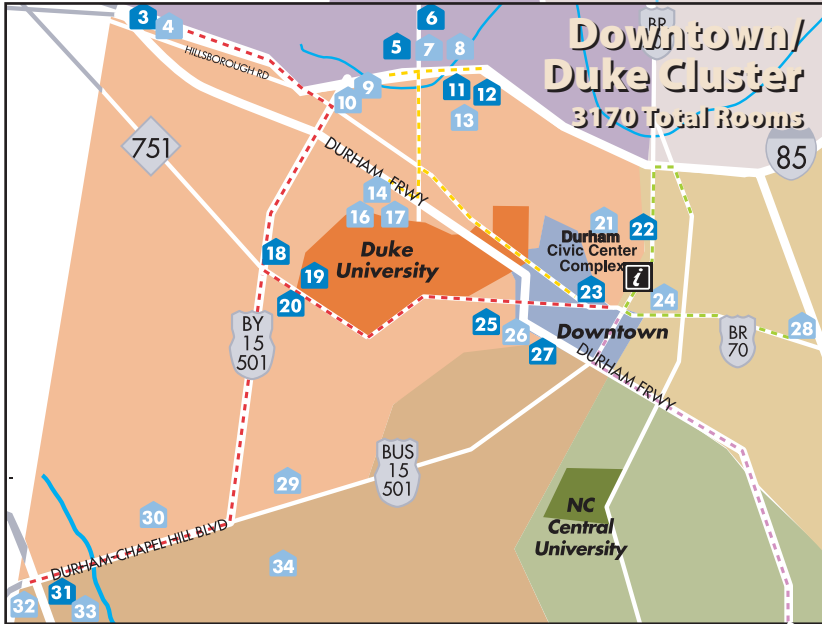 Downtown/
Duke Cluster
3170 Total Rooms
BR
3
4
HILLSBOROUGH RD
5
6
7
8
9
10
11
12
13
751
85
DURHAM FRWY
14
16
17
Duke
University
18
19
20
21
22
Durham
Civic Center
Complex
i
23
24
25
26
27
Downtown
DURHAM FRWY
BR
70
28
BY
15
501
BUS
15
501
29
30
DURHAM-CHAPEL HILL BLVD
31
32
33
34
NC
Central
University